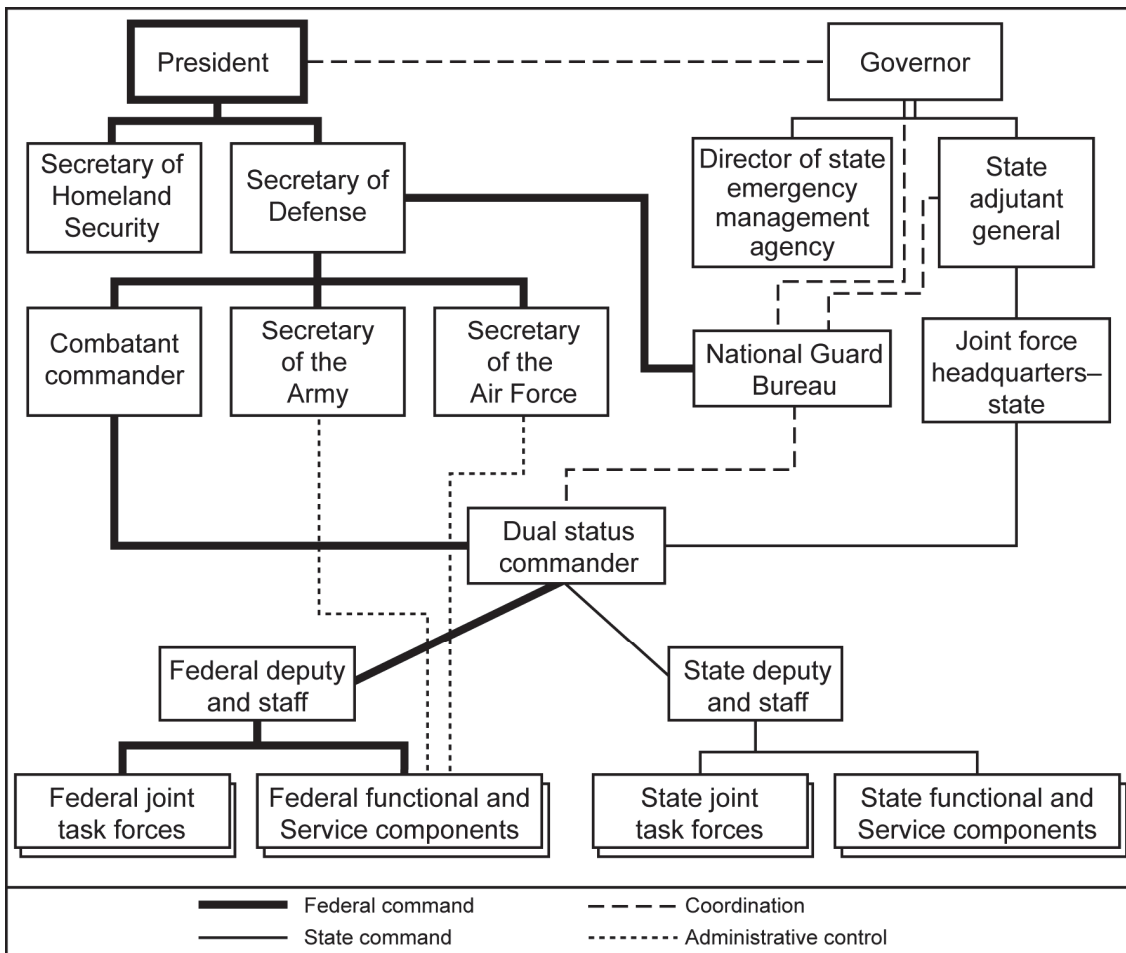 President
Governor
Secretary of
Homeland
Security
Secretary of
Defense
Director of state
emergency
management
agency
State
adjutant
general
Combatant
commander
Secretary
of the
Army
Secretary
of the
Air Force
National Guard
Bureau
Joint force
headquarters–
state
Dual status
commander
Federal deputy
and staff
State deputy
and staff
Federal joint
task forces
Federal functional and
Service components
State joint
task forces
State functional and
Service components
Federal command
Coordination
State command
Administrative control